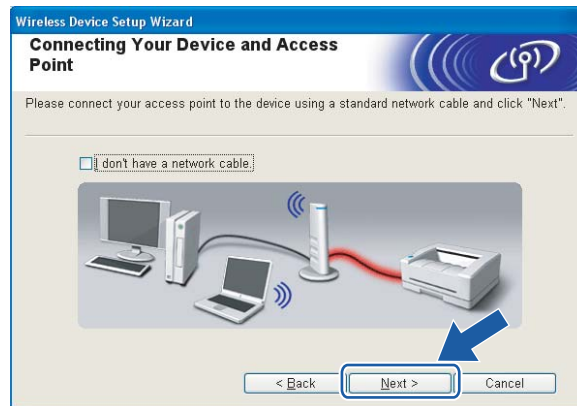 Wireless Device Setup Wizard
Connecting Your Device and Access
Point
Please connect your access point to the device using a standard network cable and click "Next".
I don't have a network cable.
< Back
Next >
Cancel